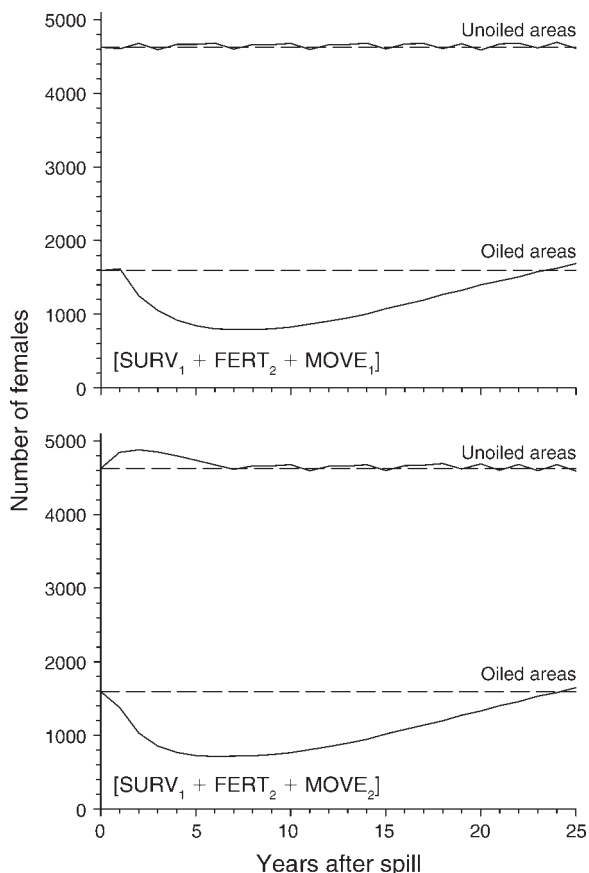 Number of females
5000
4000
3000
2000
1000
0
Unoiled areas
Oiled areas
[SURV₁ + FERT₂ + MOVE₁]
5000
4000
3000
2000
1000
0
Unoiled areas
Oiled areas
[SURV₁ + FERT₂ + MOVE₂]
0 5 10 15 20 25
Years after spill